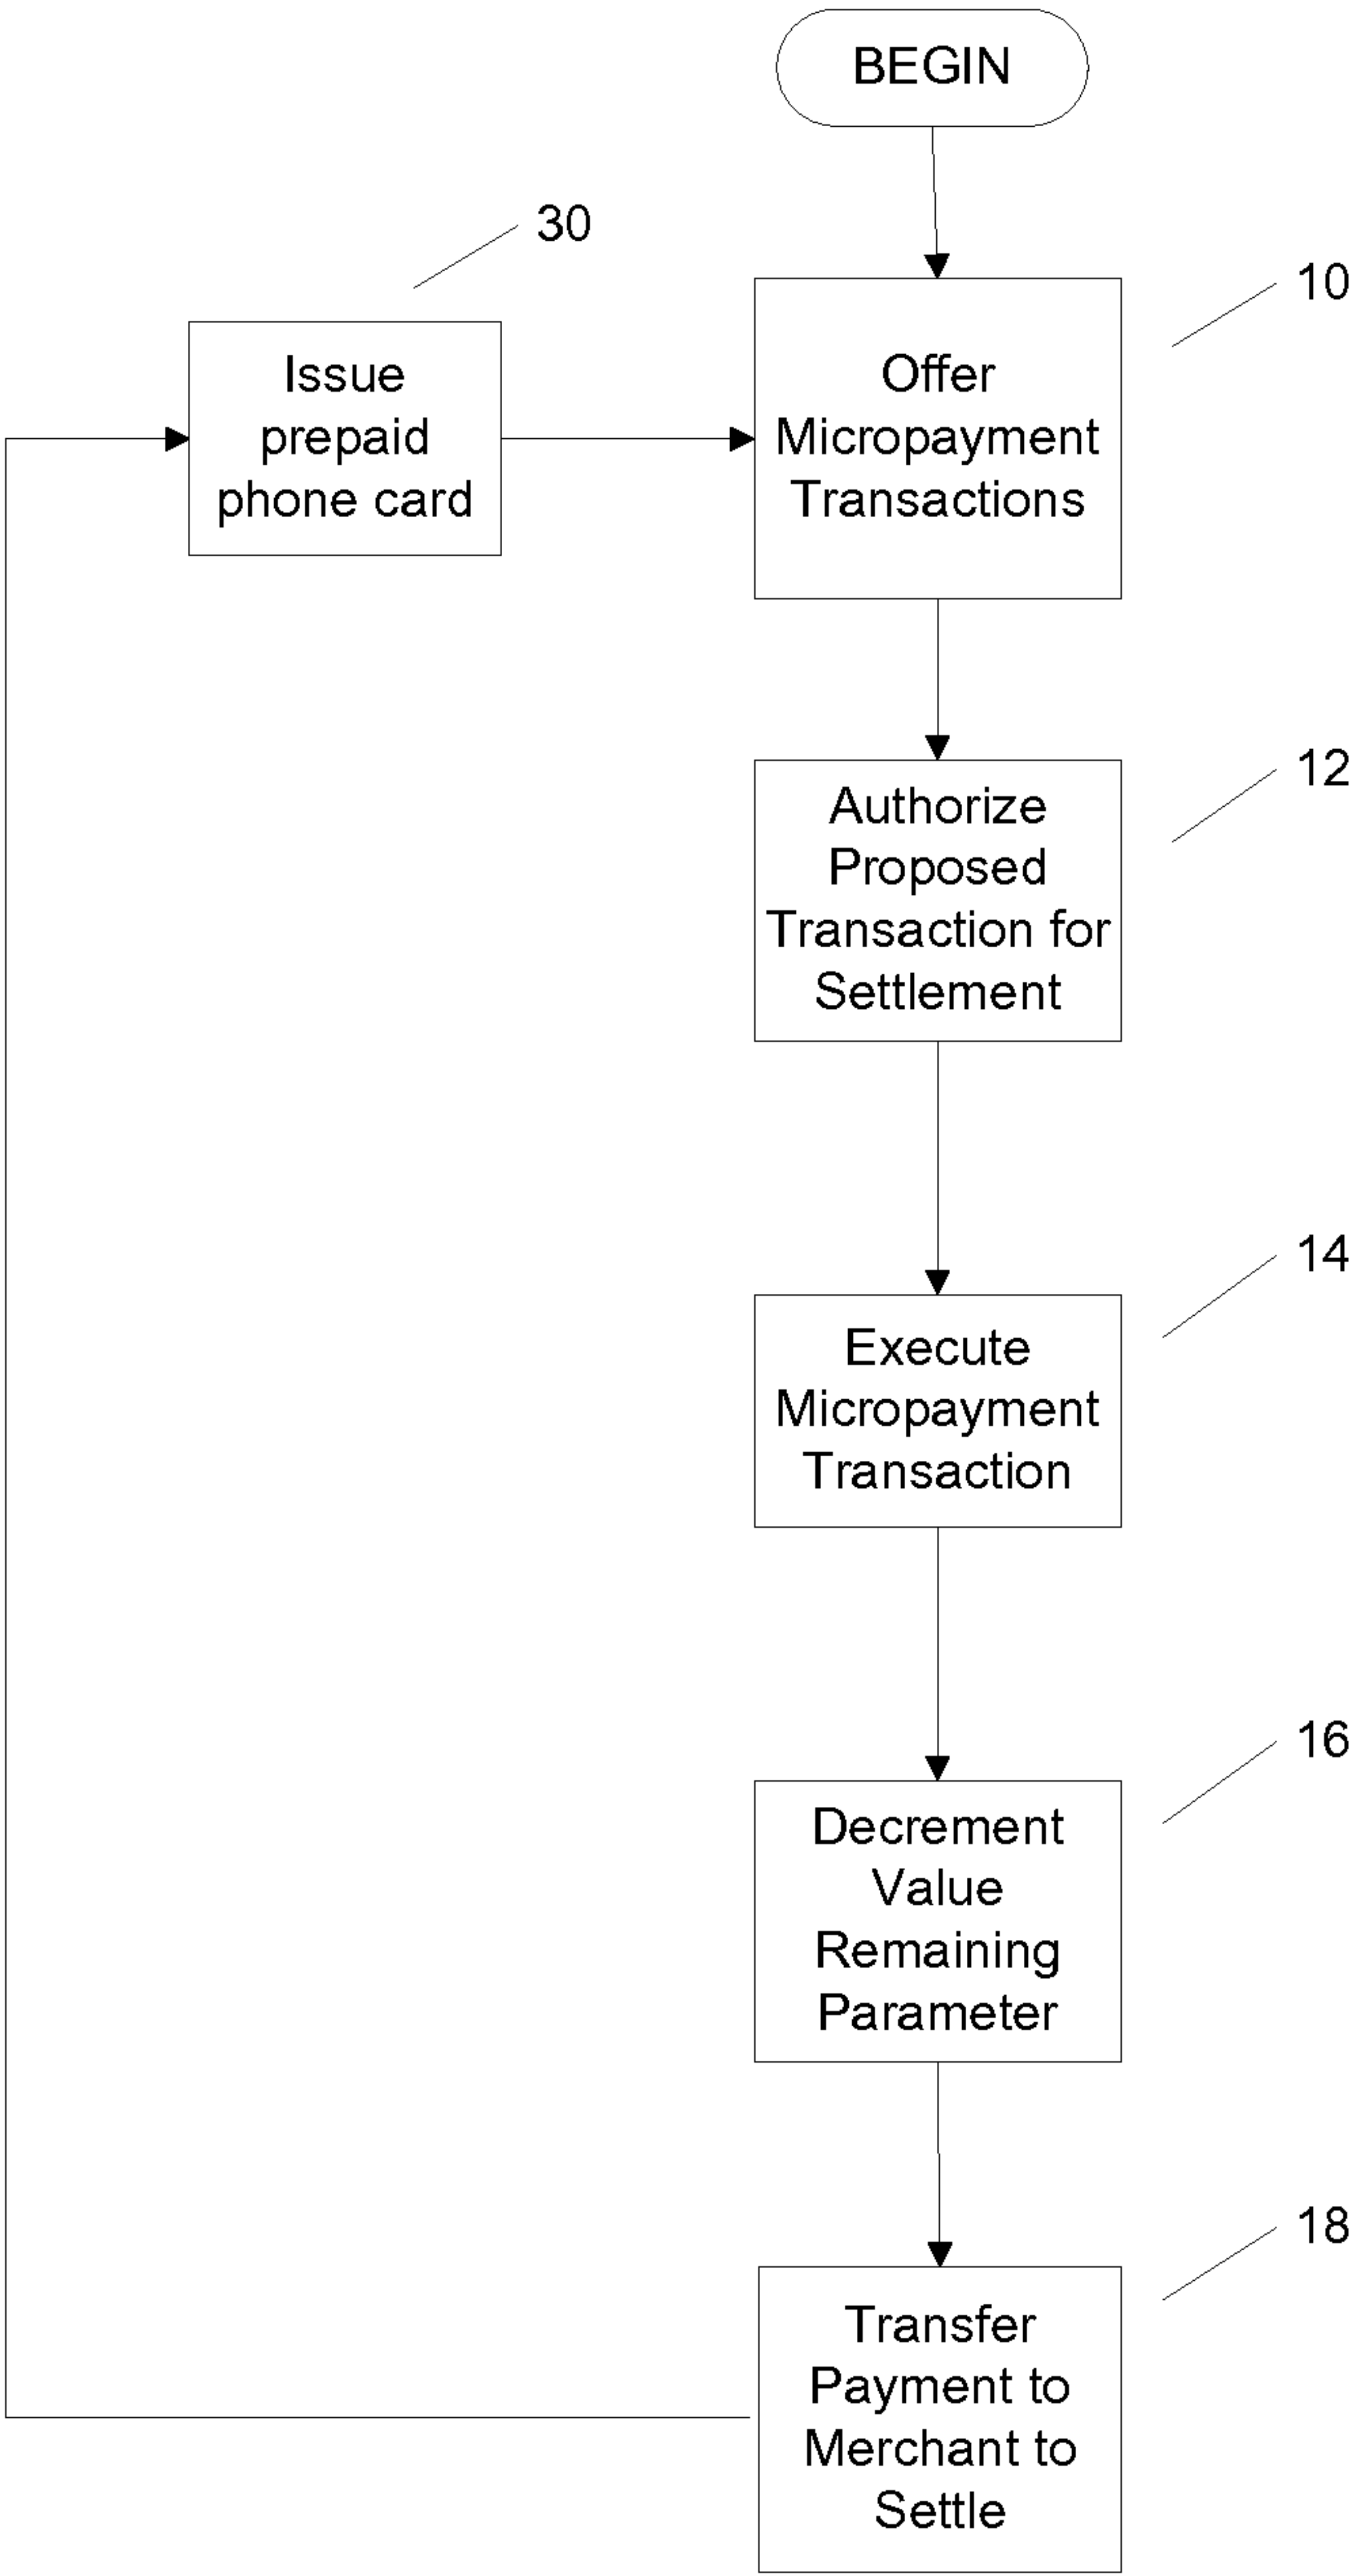 BEGIN
30
10
Issue
prepaid
phone card
Offer
Micropayment
Transactions
12
Authorize
Proposed
Transaction for
Settlement
14
Execute
Micropayment
Transaction
16
Decrement
Value
Remaining
Parameter
18
Transfer
Payment to
Merchant to
Settle